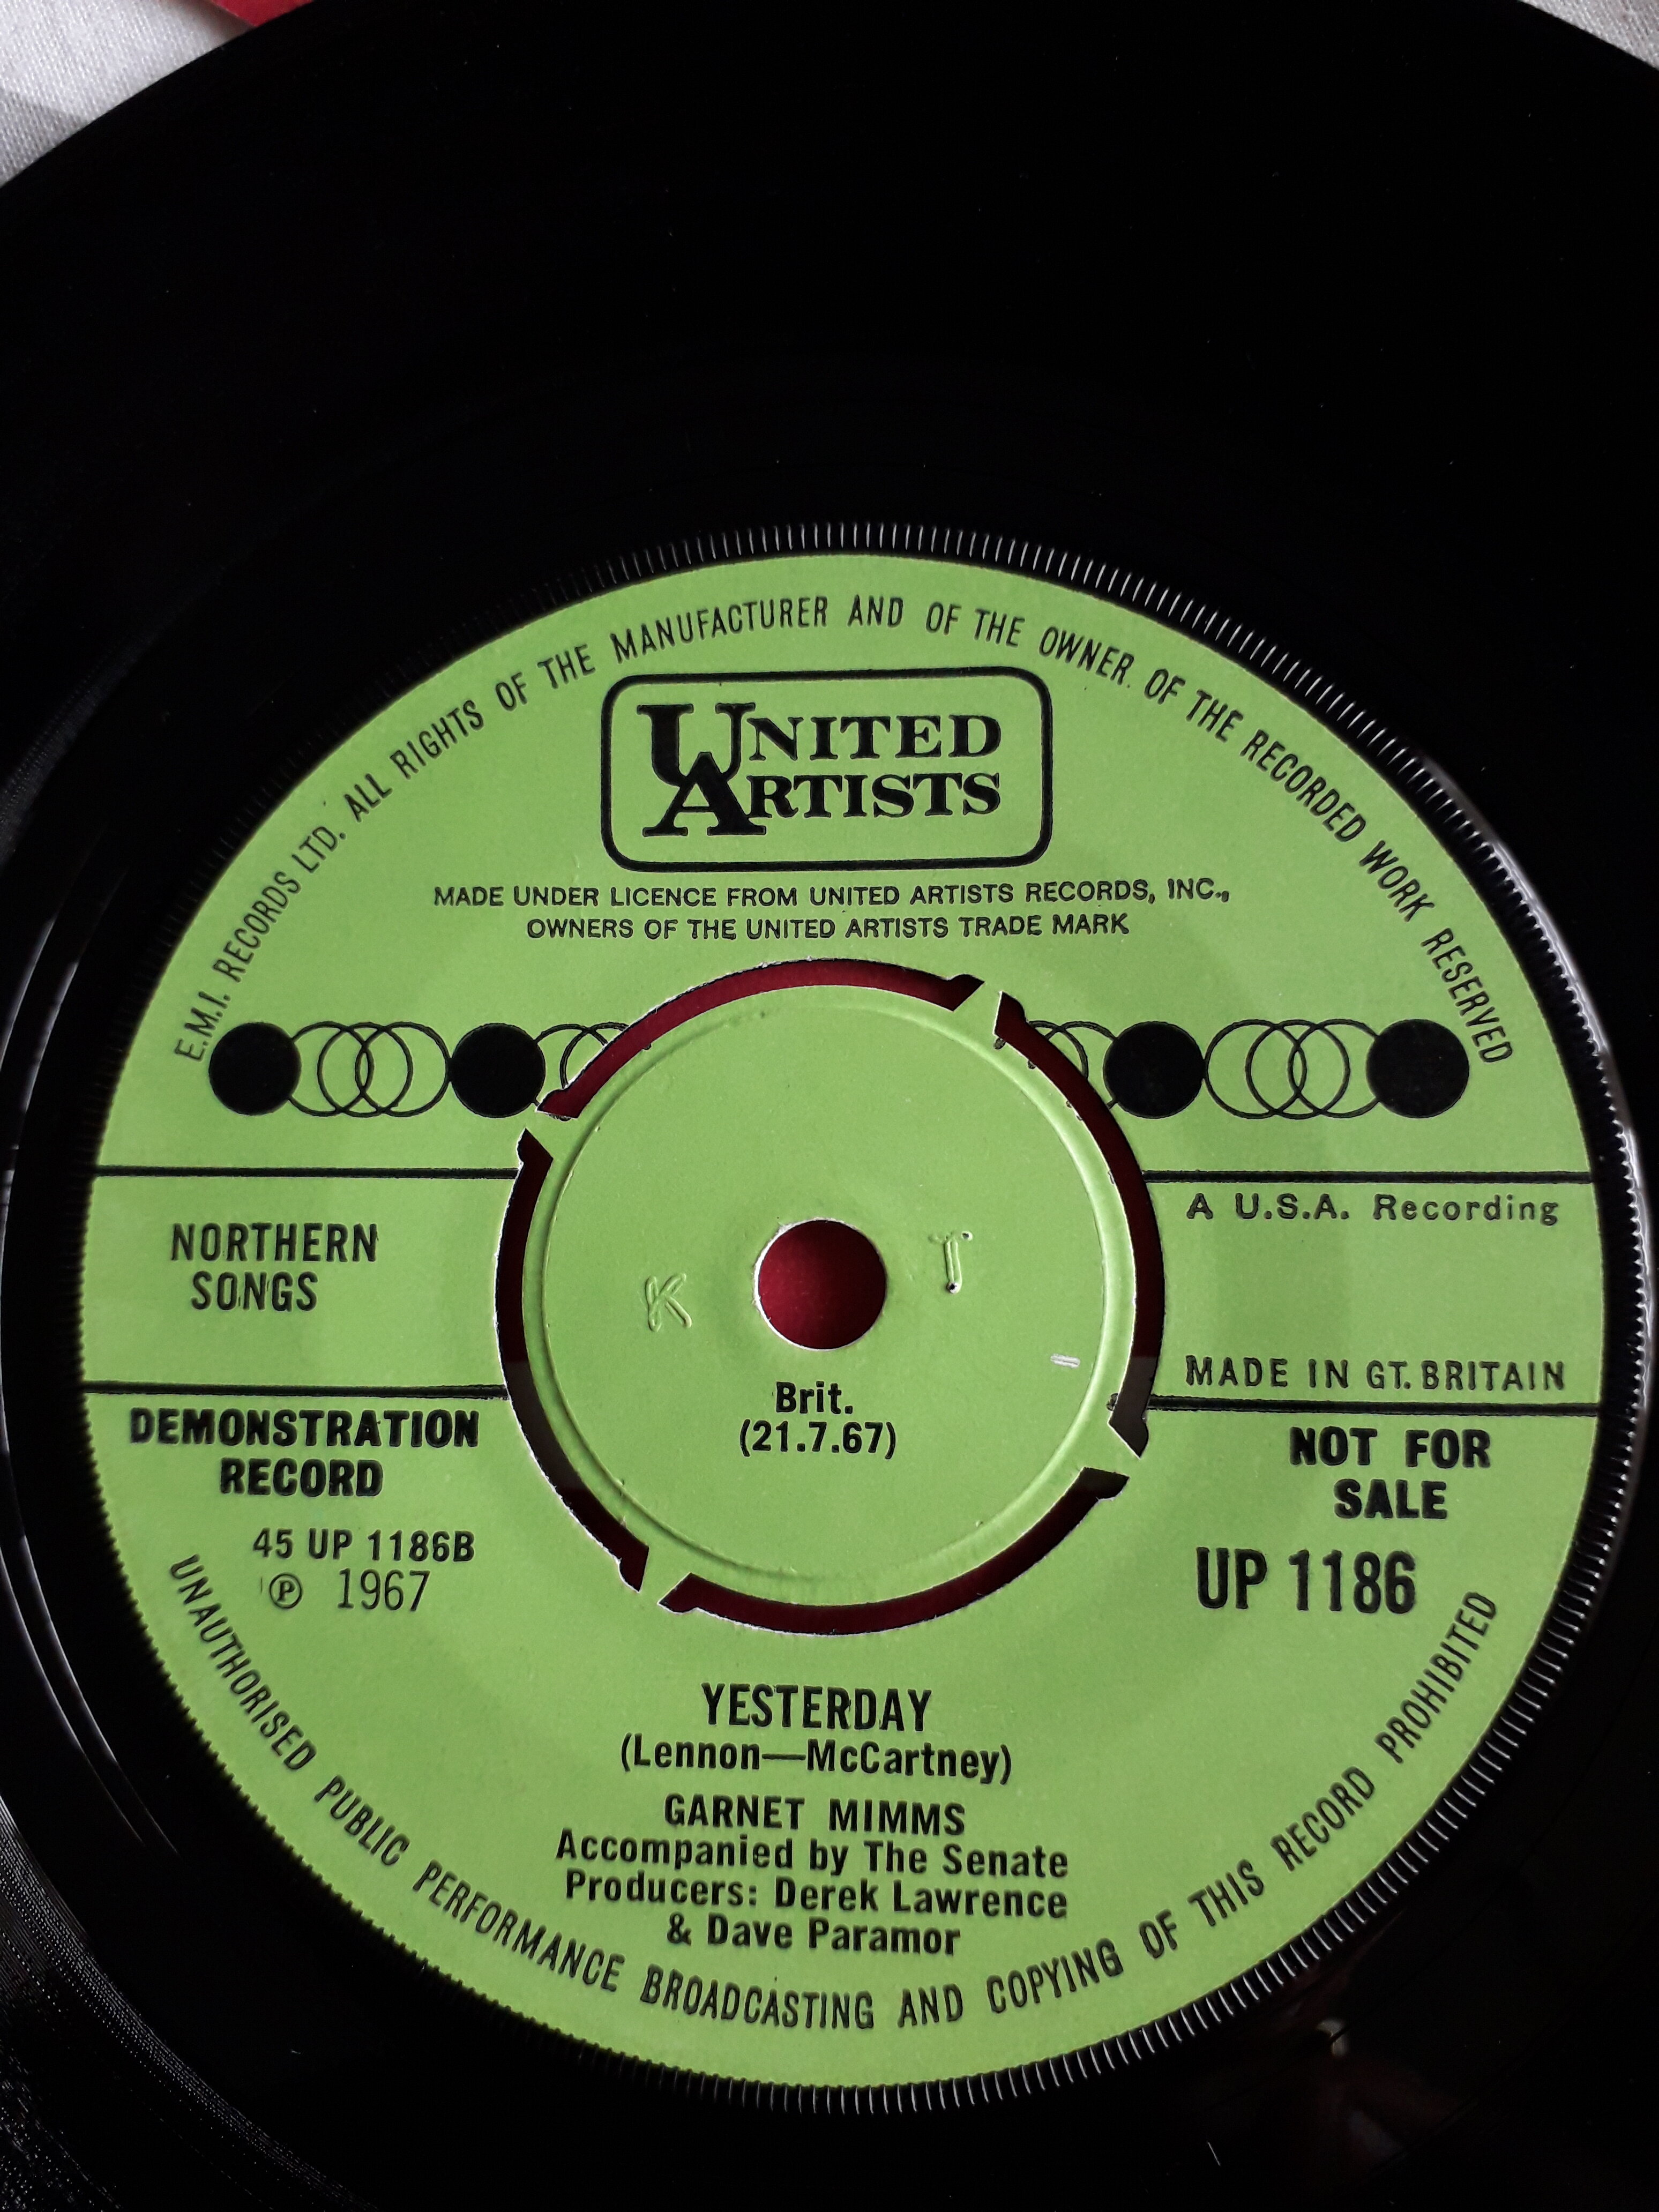 E.M.I. RECORDS LTD. ALL RIGHTS OF THE MANUFACTURER AND OF THE OWNER OF THE RECORDED WORK RESERVED
UNITED
ARTISTS
MADE UNDER LICENCE FROM UNITED ARTISTS RECORDS, INC.,
OWNERS OF THE UNITED ARTISTS TRADE MARK
NORTHERN
SONGS
A U.S.A. Recording
K T
MADE IN GT. BRITAIN
Brit.
(21.7.67)
DEMONSTRATION
RECORD
NOT FOR
SALE
45 UP 1186B
Ⓟ 1967
UP 1186
YESTERDAY
(Lennon—McCartney)
GARNET MIMMS
Accompanied by The Senate
Producers: Derek Lawrence
& Dave Paramor
UNAUTHORISED PUBLIC PERFORMANCE BROADCASTING AND COPYING OF THIS RECORD PROHIBITED